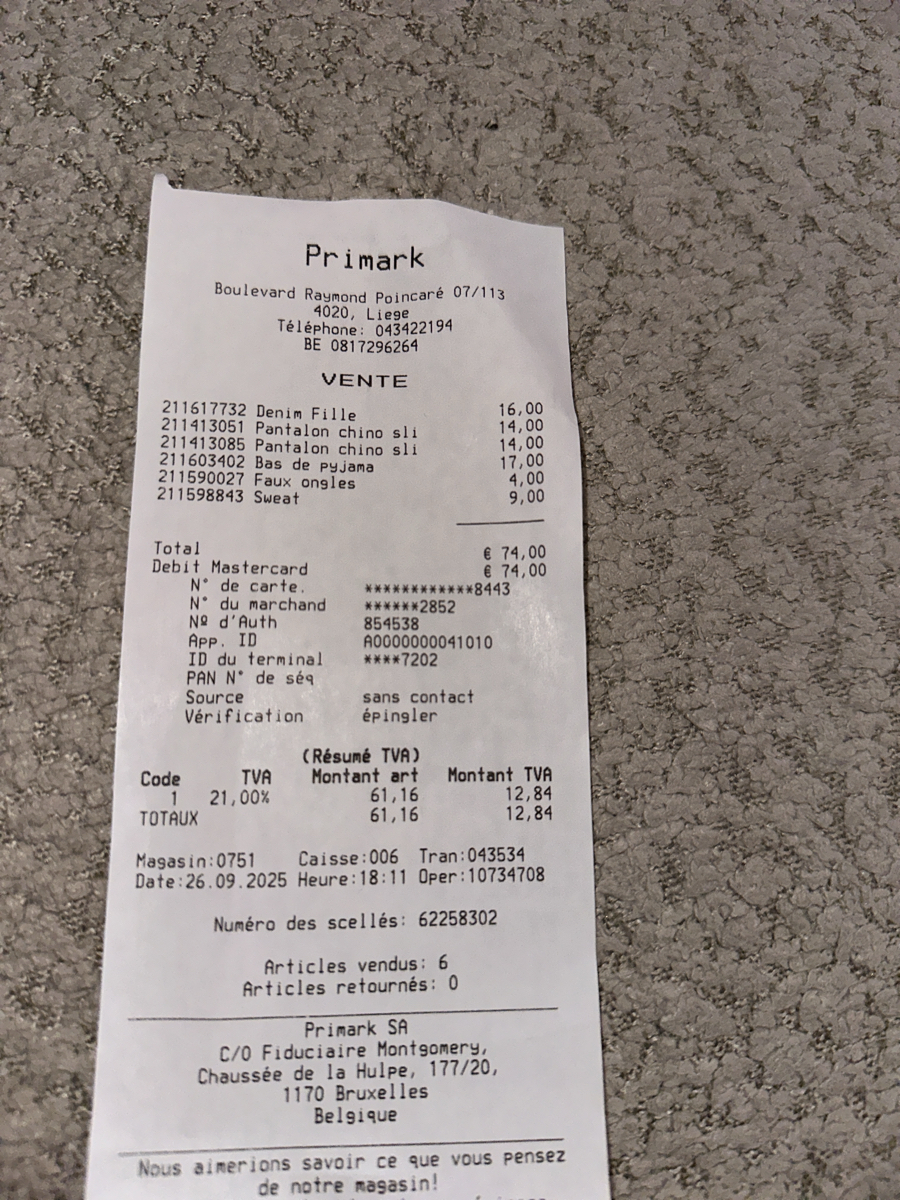 Primark
Boulevard Raymond Poincaré 07/113
4020, Liege
Téléphone: 043422194
BE 0817296264
VENTE
211617732 Denim Fille 16,00
211413051 Pantalon chino sli 14,00
211413085 Pantalon chino sli 14,00
211603402 Bas de pyjama 17,00
211590027 Faux ongles 4,00
211598843 Sweat 9,00
Total € 74,00
Debit Mastercard € 74,00
N° de carte. ************8443
N° du marchand ******2852
Nº d'Auth 854538
App. ID A0000000041010
ID du terminal ****7202
PAN N° de séq
Source sans contact
Vérification épingler
(Résumé TVA)
Code TVA Montant art Montant TVA
1 21,00% 61,16 12,84
TOTAUX 61,16 12,84
Magasin:0751 Caisse:006 Tran:043534
Date:26.09.2025 Heure:18:11 Oper:10734708
Numéro des scellés: 62258302
Articles vendus: 6
Articles retournés: 0
Primark SA
C/O Fiduciaire Montgomery,
Chaussée de la Hulpe, 177/20,
1170 Bruxelles
Belgique
Nous aimerions savoir ce que vous pensez
de notre magasin!